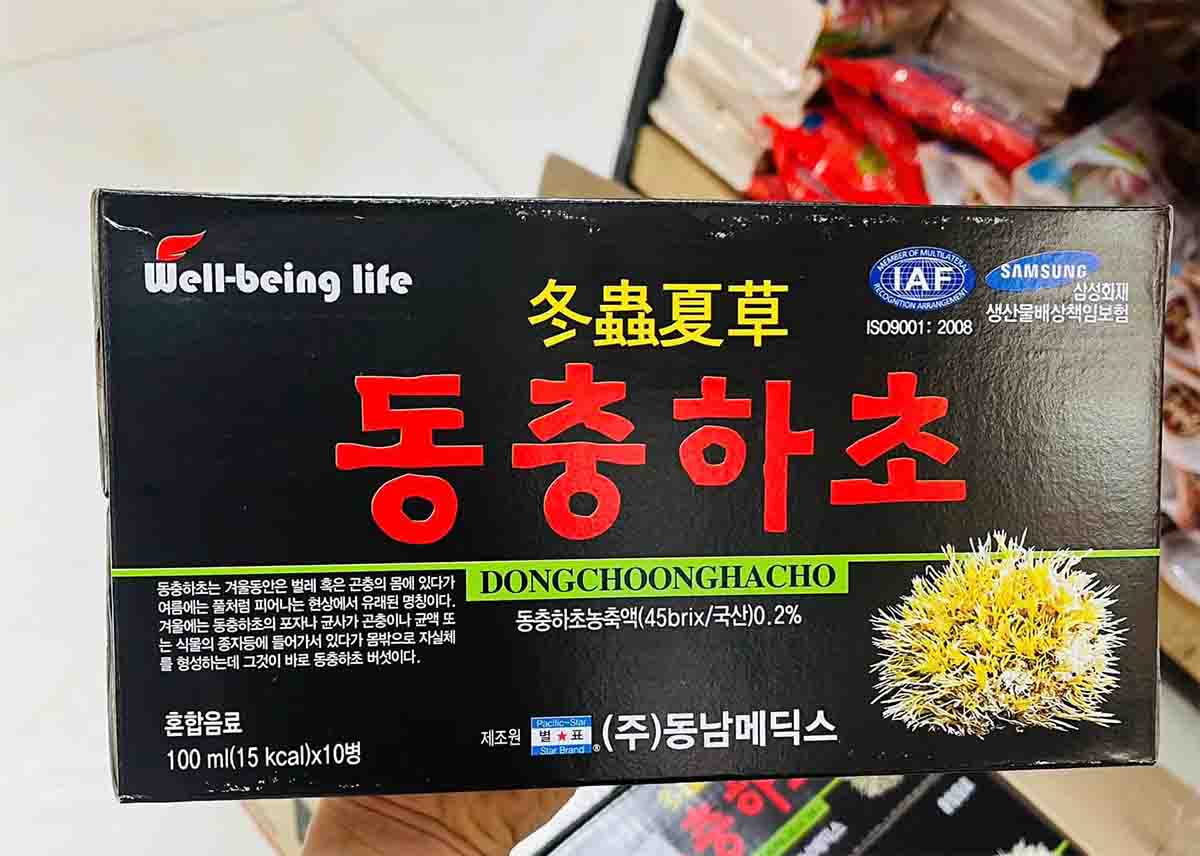 Well-being life
冬蟲夏草
MEMBER OF MULTILATERAL
IAF
RECOGNITION ARRANGEMENT
ISO9001: 2008
SAMSUNG
삼성화재
생산물배상책임보험
동충하초
DONGCHOONGHACHO
동충하초농축액(45brix/국산)0.2%
동충하초는 겨울동안은 벌레 혹은 곤충의 몸에 있다가
여름에는 풀처럼 피어나는 현상에서 유래된 명칭이다.
겨울에는 동충하초의 포자나 균사가 곤충이나 균액 또
는 식물의 종자등에 들어가서 있다가 몸밖으로 자실체
를 형성하는데 그것이 바로 동충하초 버섯이다.
혼합음료
100 ml(15 kcal)x10병
제조원
Pacific-Star
별★표
Star Brand
®
(주)동남메딕스
충하초